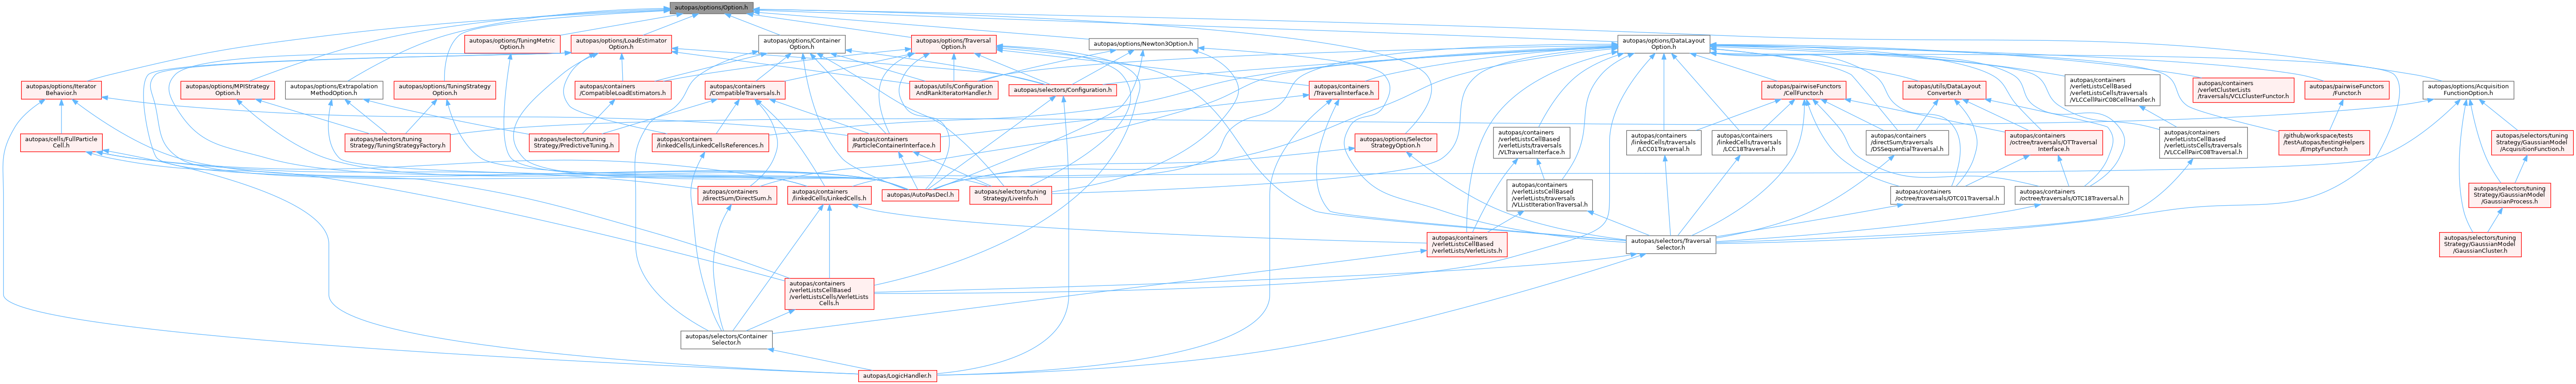 autopas/options/Option.h
autopas/options/TuningMetric
Option.h
autopas/options/LoadEstimator
Option.h
autopas/options/Container
Option.h
autopas/options/Traversal
Option.h
autopas/options/Newton3Option.h
autopas/options/DataLayout
Option.h
autopas/options/Iterator
Behavior.h
autopas/options/MPIStrategy
Option.h
autopas/options/Extrapolation
MethodOption.h
autopas/options/TuningStrategy
Option.h
autopas/containers
/CompatibleLoadEstimators.h
autopas/containers
/CompatibleTraversals.h
autopas/utils/Configuration
AndRankIteratorHandler.h
autopas/selectors/Configuration.h
autopas/containers
/TraversalInterface.h
autopas/pairwiseFunctors
/CellFunctor.h
autopas/utils/DataLayout
Converter.h
autopas/containers
/verletListsCellBased
/verletListsCells/traversals
/VLCCellPairC08CellHandler.h
autopas/containers
/verletClusterLists
/traversals/VCLClusterFunctor.h
autopas/pairwiseFunctors
/Functor.h
autopas/options/Acquisition
FunctionOption.h
autopas/cells/FullParticle
Cell.h
autopas/selectors/tuning
Strategy/TuningStrategyFactory.h
autopas/selectors/tuning
Strategy/PredictiveTuning.h
autopas/containers
/linkedCells/LinkedCellsReferences.h
autopas/containers
/ParticleContainerInterface.h
autopas/options/Selector
StrategyOption.h
autopas/containers
/verletListsCellBased
/verletLists/traversals
/VLTraversalInterface.h
autopas/containers
/linkedCells/traversals
/LCC01Traversal.h
autopas/containers
/linkedCells/traversals
/LCC18Traversal.h
autopas/containers
/directSum/traversals
/DSSequentialTraversal.h
autopas/containers
/octree/traversals/OTTraversal
Interface.h
autopas/containers
/verletListsCellBased
/verletListsCells/traversals
/VLCCellPairC08Traversal.h
/github/workspace/tests
/testAutopas/testingHelpers
/EmptyFunctor.h
autopas/selectors/tuning
Strategy/GaussianModel
/AcquisitionFunction.h
autopas/containers
/directSum/DirectSum.h
autopas/containers
/linkedCells/LinkedCells.h
autopas/AutoPasDecl.h
autopas/selectors/tuning
Strategy/LiveInfo.h
autopas/containers
/verletListsCellBased
/verletLists/traversals
/VLListIterationTraversal.h
autopas/containers
/octree/traversals/OTC01Traversal.h
autopas/containers
/octree/traversals/OTC18Traversal.h
autopas/selectors/tuning
Strategy/GaussianModel
/GaussianProcess.h
autopas/containers
/verletListsCellBased
/verletLists/VerletLists.h
autopas/selectors/Traversal
Selector.h
autopas/selectors/tuning
Strategy/GaussianModel
/GaussianCluster.h
autopas/containers
/verletListsCellBased
/verletListsCells/VerletLists
Cells.h
autopas/selectors/Container
Selector.h
autopas/LogicHandler.h